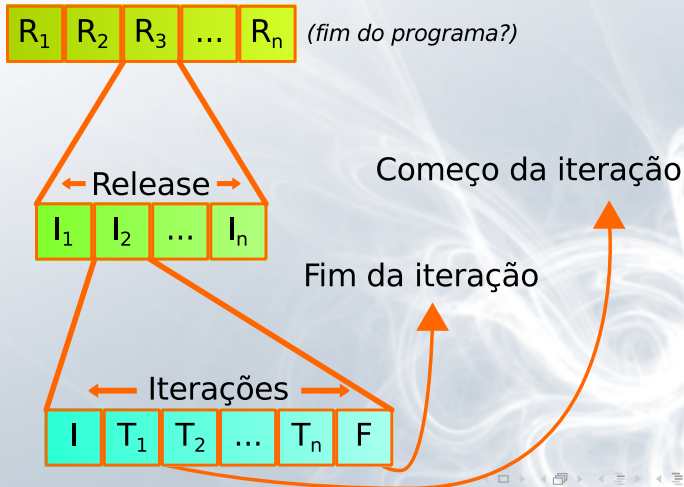 R₁ R₂ R₃ ... Rₙ (fim do programa?)
Começo da iteração
Release
I₁ I₂ ... Iₙ
Fim da iteração
Iterações
I T₁ T₂ ... Tₙ F